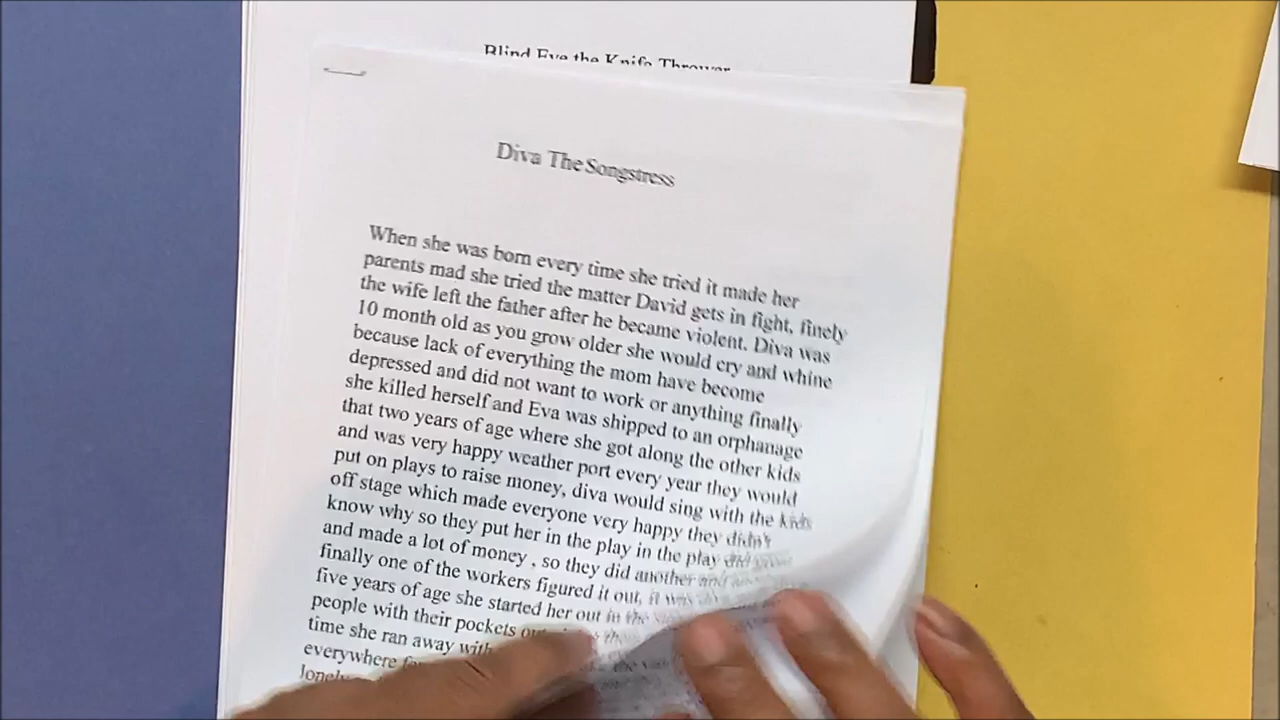 Blind Eye the Knife Thrower
Diva The Songstress
When she was born every time she tried it made her
parents mad she tried the matter David gets in fight, finely
the wife left the father after he became violent. Diva was
10 month old as you grow older she would cry and whine
because lack of everything the mom have become
depressed and did not want to work or anything finally
she killed herself and Eva was shipped to an orphanage
that two years of age where she got along the other kids
and was very happy weather port every year they would
put on plays to raise money, diva would sing with the kids
off stage which made everyone very happy they didn't
know why so they put her in the play in the play did great
and made a lot of money , so they did another and
finally one of the workers figured it out, it was
five years of age she started her out in the
people with their pockets
time she ran away with
everywhere